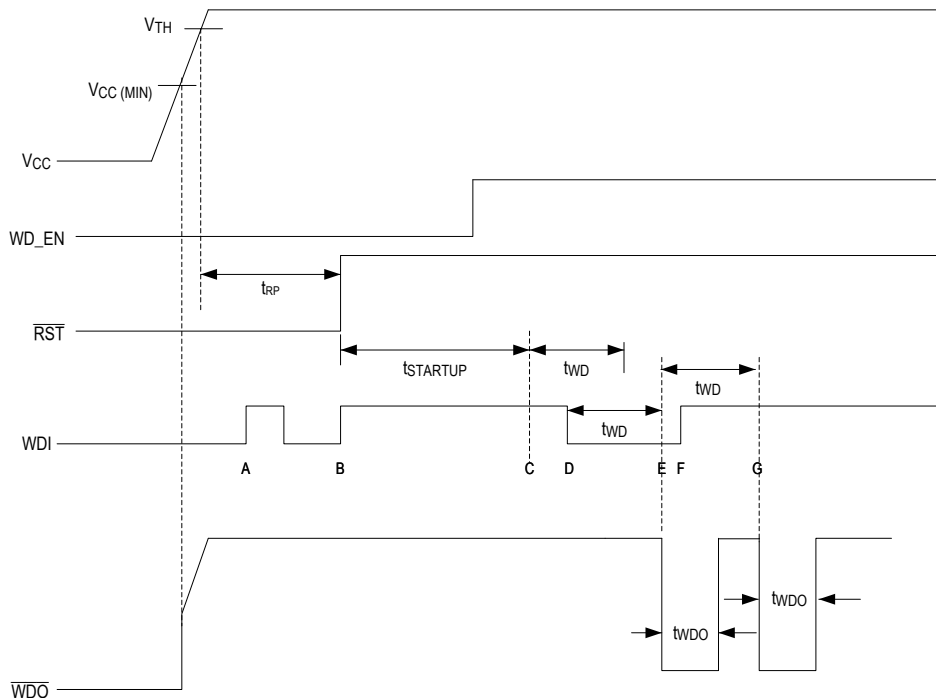 VTH
VCC (MIN)
VCC
WD_EN
tRP
RST
tSTARTUP
tWD
tWD
WDI
tWD
A B C D E F G
tWDO
tWDO
WDO